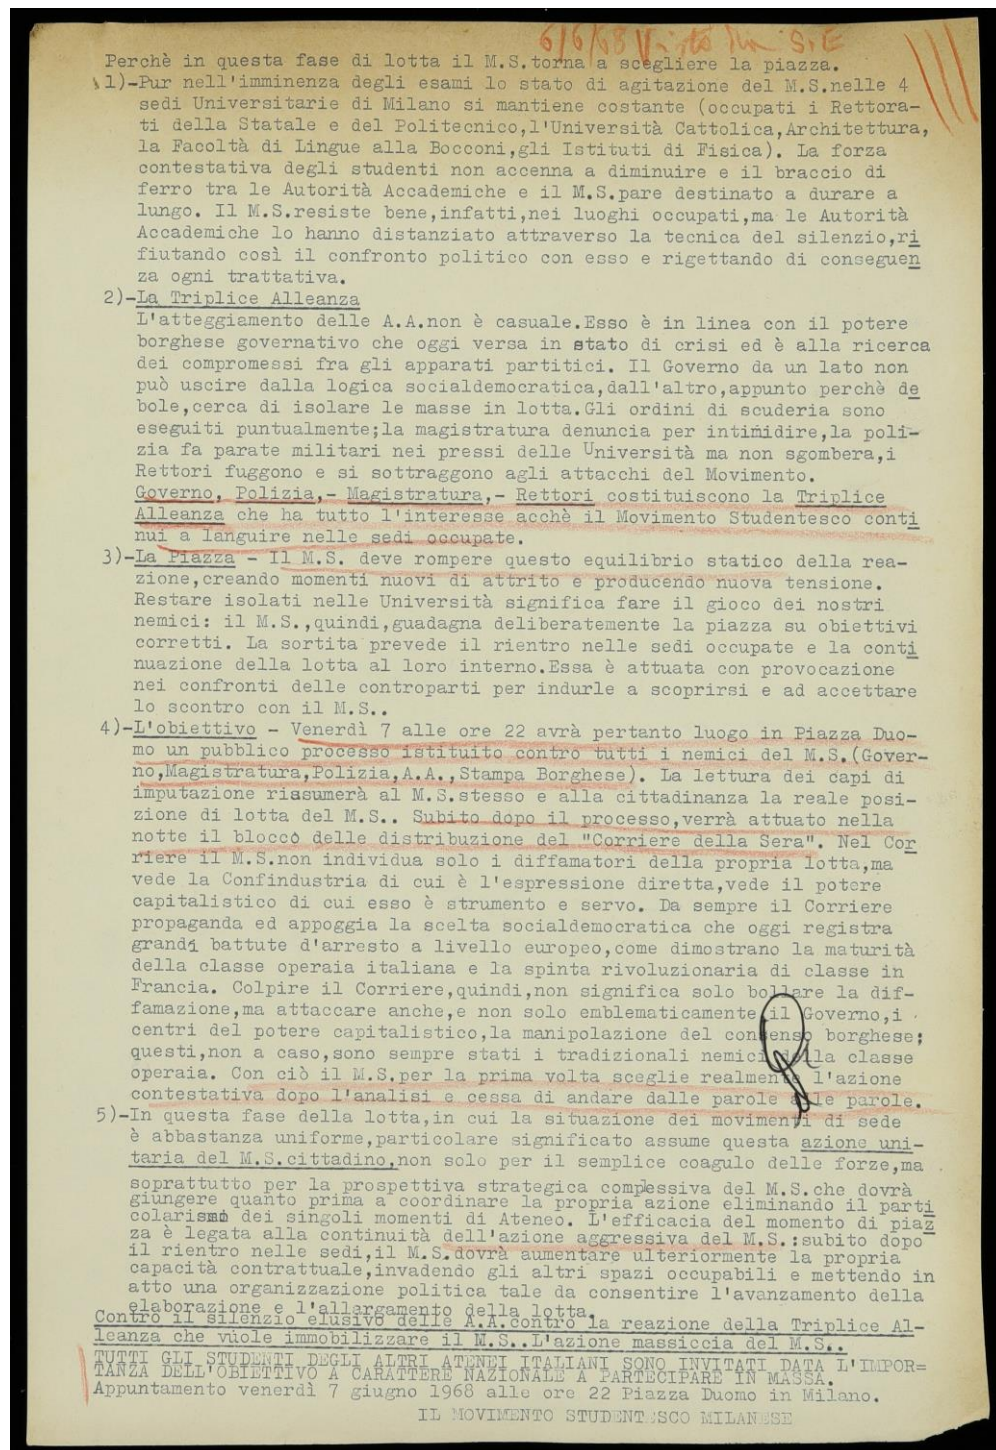 6/6/68 Visto
Perchè in questa fase di lotta il M.S.torna a scegliere la piazza.
1)-Pur nell'imminenza degli esami lo stato di agitazione del M.S.nelle 4
sedi Universitarie di Milano si mantiene costante (occupati i Rettora-
ti della Statale e del Politecnico,l'Università Cattolica,Architettura,
la Facoltà di Lingue alla Bocconi,gli Istituti di Fisica). La forza
contestativa degli studenti non accenna a diminuire e il braccio di
ferro tra le Autorità Accademiche e il M.S.pare destinato a durare a
lungo. Il M.S.resiste bene,infatti,nei luoghi occupati,ma le Autorità
Accademiche lo hanno distanziato attraverso la tecnica del silenzio,ri
fiutando così il confronto politico con esso e rigettando di conseguen
za ogni trattativa.
2)-La Triplice Alleanza
L'atteggiamento delle A.A.non è casuale.Esso è in linea con il potere
borghese governativo che oggi versa in stato di crisi ed è alla ricerca
dei compromessi fra gli apparati partitici. Il Governo da un lato non
può uscire dalla logica socialdemocratica,dall'altro,appunto perchè de
bole,cerca di isolare le masse in lotta.Gli ordini di scuderia sono
eseguiti puntualmente;la magistratura denuncia per intimidire,la poli-
zia fa parate militari nei pressi delle Università ma non sgombera,i
Rettori fuggono e si sottraggono agli attacchi del Movimento.
Governo, Polizia,- Magistratura,- Rettori costituiscono la Triplice
Alleanza che ha tutto l'interesse acchè il Movimento Studentesco conti
nui a languire nelle sedi occupate.
3)-La Piazza - Il M.S. deve rompere questo equilibrio statico della rea-
zione,creando momenti nuovi di attrito e producendo nuova tensione.
Restare isolati nelle Università significa fare il gioco dei nostri
nemici: il M.S.,quindi,guadagna deliberatamente la piazza su obiettivi
corretti. La sortita prevede il rientro nelle sedi occupate e la conti
nuazione della lotta al loro interno.Essa è attuata con provocazione
nei confronti delle controparti per indurle a scoprirsi e ad accettare
lo scontro con il M.S..
4)-L'obiettivo - Venerdì 7 alle ore 22 avrà pertanto luogo in Piazza Duo-
mo un pubblico processo istituito contro tutti i nemici del M.S.(Gover-
no,Magistratura,Polizia,A.A.,Stampa Borghese). La lettura dei capi di
imputazione riassumerà al M.S.stesso e alla cittadinanza la reale posi-
zione di lotta del M.S.. Subito dopo il processo,verrà attuato nella
notte il blocco delle distribuzione del "Corriere della Sera". Nel Cor
riere il M.S.non individua solo i diffamatori della propria lotta,ma
vede la Confindustria di cui è l'espressione diretta,vede il potere
capitalistico di cui esso è strumento e servo. Da sempre il Corriere
propaganda ed appoggia la scelta socialdemocratica che oggi registra
grandi battute d'arresto a livello europeo,come dimostrano la maturità
della classe operaia italiana e la spinta rivoluzionaria di classe in
Francia. Colpire il Corriere,quindi,non significa solo bollare la dif-
famazione,ma attaccare anche,e non solo emblematicamente,il Governo,i
centri del potere capitalistico,la manipolazione del consenso borghese;
questi,non a caso,sono sempre stati i tradizionali nemici della classe
operaia. Con ciò il M.S.per la prima volta sceglie realmente l'azione
contestativa dopo l'analisi e cessa di andare dalle parole alle parole.
5)-In questa fase della lotta,in cui la situazione dei movimenti di sede
è abbastanza uniforme,particolare significato assume questa azione uni-
taria del M.S.cittadino,non solo per il semplice coagulo delle forze,ma
soprattutto per la prospettiva strategica complessiva del M.S.che dovrà
giungere quanto prima a coordinare la propria azione eliminando il parti
colarismo dei singoli momenti di Ateneo. L'efficacia del momento di piaz
za è legata alla continuità dell'azione aggressiva del M.S.:subito dopo
il rientro nelle sedi,il M.S.dovrà aumentare ulteriormente la propria
capacità contrattuale,invadendo gli altri spazi occupabili e mettendo in
atto una organizzazione politica tale da consentire l'avanzamento della
elaborazione e l'allargamento della lotta.
Contro il silenzio elusivo delle A.A.contro la reazione della Triplice Al-
leanza che vuole immobilizzare il M.S..L'azione massiccia del M.S..
TUTTI GLI STUDENTI DEGLI ALTRI ATENEI ITALIANI SONO INVITATI DATA L'IMPOR=
TANZA DELL'OBIETTIVO A CARATTERE NAZIONALE A PARTECIPARE IN MASSA.
Appuntamento venerdì 7 giugno 1968 alle ore 22 Piazza Duomo in Milano.
IL MOVIMENTO STUDENTESCO MILANESE